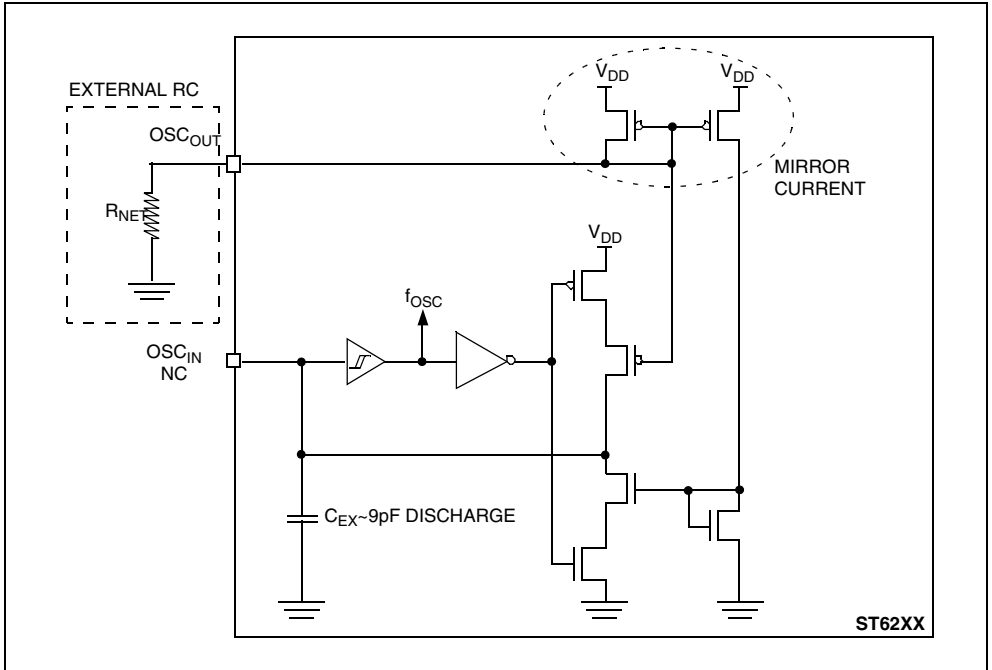 V_DD
V_DD
EXTERNAL RC
OSC_OUT
MIRROR
CURRENT
R_NET
V_DD
f_OSC
OSC_IN
NC
C_EX~9pF DISCHARGE
ST62XX